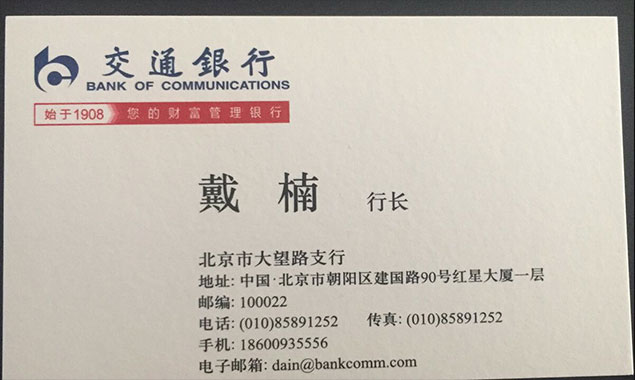 交通銀行
BANK OF COMMUNICATIONS
始于1908 您的财富管理银行
戴 楠 行长
北京市大望路支行
地址: 中国·北京市朝阳区建国路90号红星大厦一层
邮编: 100022
电话: (010)85891252 传真: (010)85891252
手机: 18600935556
电子邮箱: dain@bankcomm.com